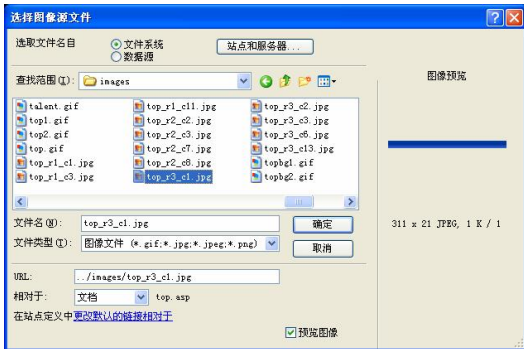 选择图像源文件
选取文件名自
文件系统
站点和服务器...
数据源
查找范围(I):
images
图像预览
talent.gif
top_r1_c11.jpg
top_r3_c2.jpg
top1.gif
top_r2_c2.jpg
top_r3_c3.jpg
top2.gif
top_r2_c3.jpg
top_r3_c6.jpg
top.gif
top_r2_c7.jpg
top_r3_c13.jpg
top_r1_c1.jpg
top_r2_c8.jpg
topbg1.gif
top_r1_c3.jpg
top_r3_c1.jpg
topbg2.gif
文件名(N):
top_r3_c1.jpg
确定
311 x 21 JPEG, 1 K / 1
文件类型(T):
图像文件 (*.gif;*.jpg;*.jpeg;*.png)
取消
URL:
../images/top_r3_c1.jpg
相对于:
文档
top.asp
在站点定义中更改默认的链接相对于
预览图像